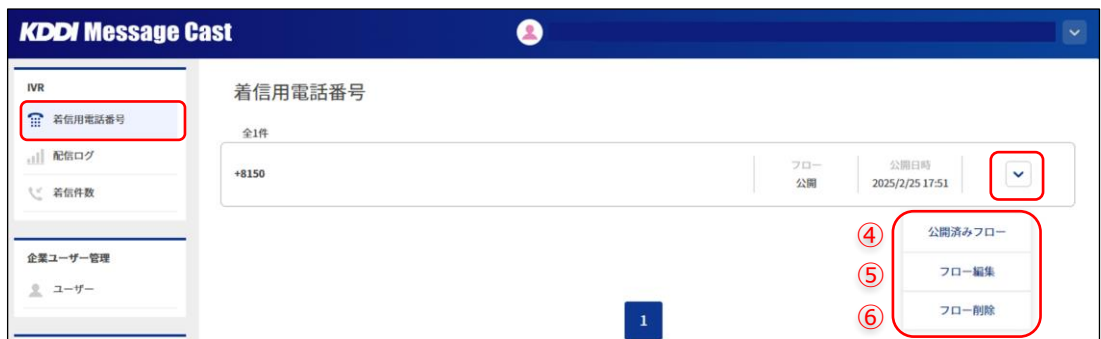 KDDI Message Cast
IVR
着信用電話番号
配信ログ
着信件数
企業ユーザー管理
ユーザー
着信用電話番号
全1件
+8150
フロー
公開
公開日時
2025/2/25 17:51
④ 公開済みフロー
⑤ フロー編集
⑥ フロー削除
1